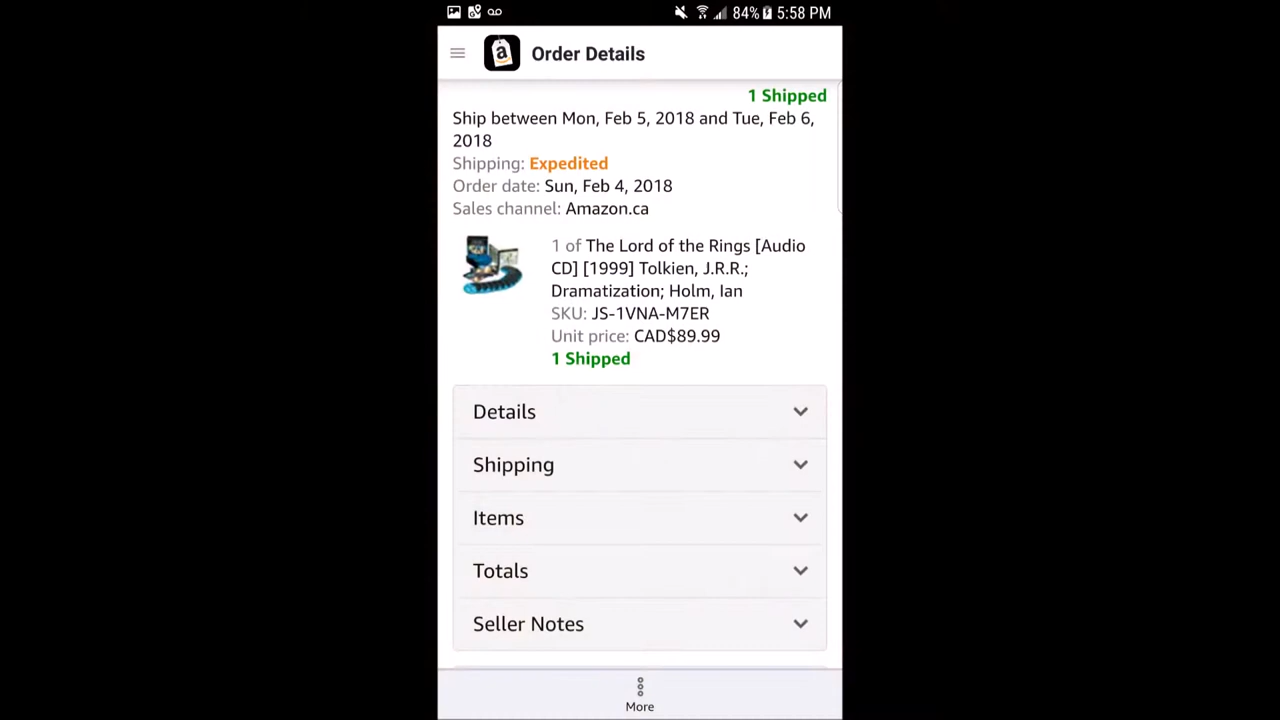 84% 5:58 PM
a Order Details
1 Shipped
Ship between Mon, Feb 5, 2018 and Tue, Feb 6,
2018
Shipping: Expedited
Order date: Sun, Feb 4, 2018
Sales channel: Amazon.ca
1 of The Lord of the Rings [Audio
CD] [1999] Tolkien, J.R.R.;
Dramatization; Holm, Ian
SKU: JS-1VNA-M7ER
Unit price: CAD$89.99
1 Shipped
Details
Shipping
Items
Totals
Seller Notes
More